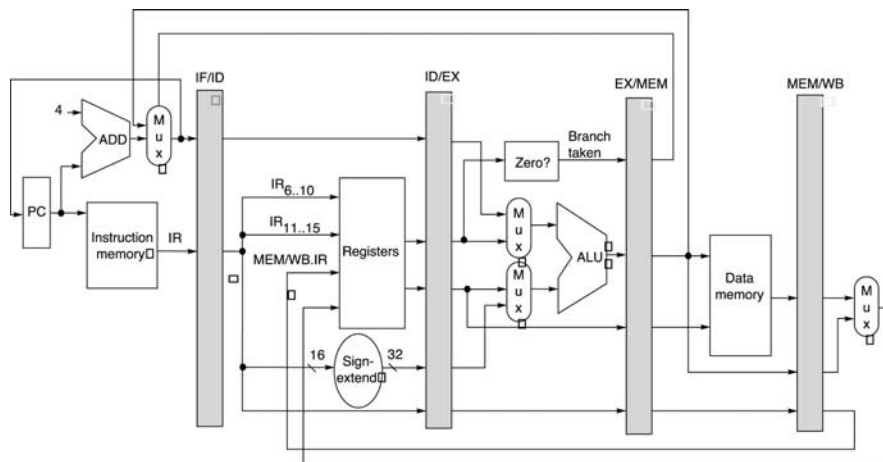 IF/ID
ID/EX
EX/MEM
MEM/WB
4
ADD
M
u
x
Branch
taken
Zero?
PC
Instruction
memory
IR
IR6..10
IR11..15
MEM/WB.IR
Registers
M
u
x
M
u
x
ALU
Data
memory
M
u
x
16
Sign-
extend
32